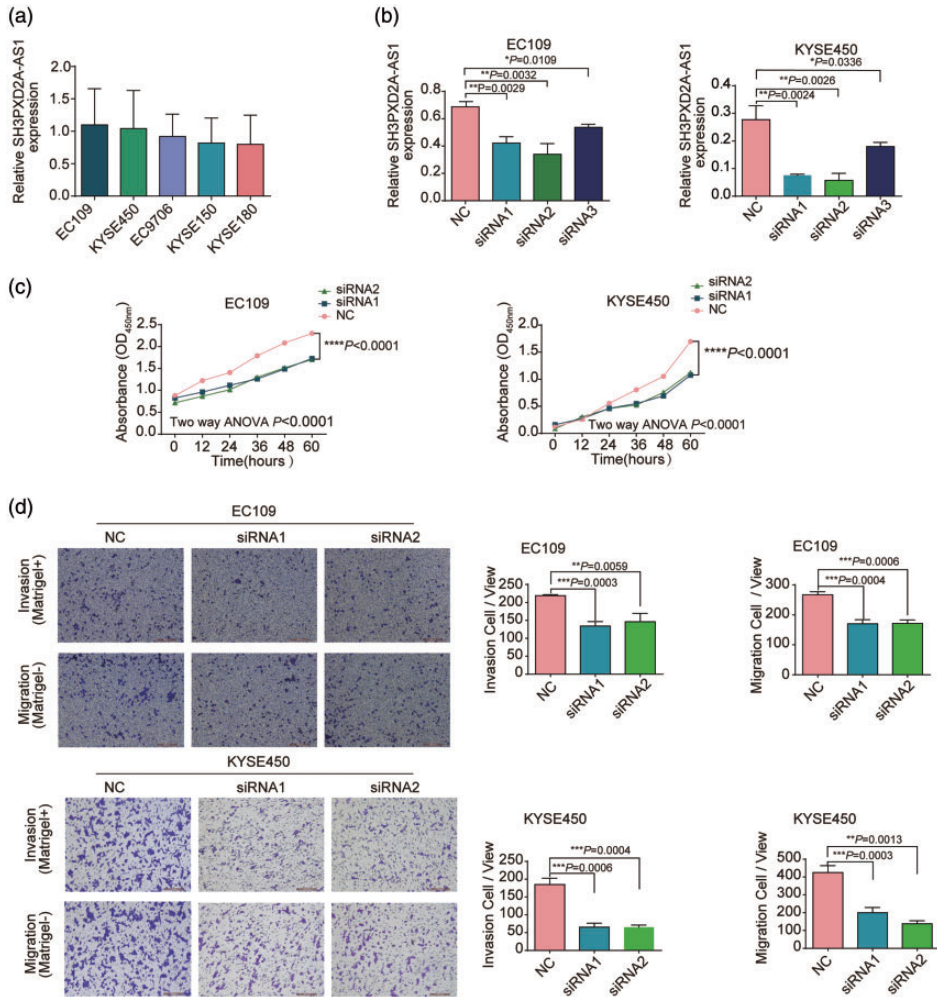 (a)
Relative SH3PXD2A-AS1
expression
2.0
1.5
1.0
0.5
0.0
EC109
KYSE450
EC9706
KYSE150
KYSE180
(b)
EC109
Relative SH3PXD2A-AS1
expression
0.8
0.6
0.4
0.2
0.0
*P=0.0109
**P=0.0032
**P=0.0029
NC
siRNA1
siRNA2
siRNA3
KYSE450
Relative SH3PXD2A-AS1
expression
0.4
0.3
0.2
0.1
0.0
*P=0.0336
**P=0.0026
**P=0.0024
NC
siRNA1
siRNA2
siRNA3
(c)
EC109
siRNA2
siRNA1
NC
Absorbance (OD450nm)
2.5
2.0
1.5
1.0
0.5
0.0
****P<0.0001
Two way ANOVA P<0.0001
0 12 24 36 48 60
Time(hours)
KYSE450
siRNA2
siRNA1
NC
Absorbance (OD450nm)
2.0
1.5
1.0
0.5
0.0
****P<0.0001
Two way ANOVA P<0.0001
0 12 24 36 48 60
Time(hours)
(d)
EC109
NC siRNA1 siRNA2
Invasion
(Matrigel+)
Migration
(Matrigel-)
KYSE450
NC siRNA1 siRNA2
Invasion
(Matrigel+)
Migration
(Matrigel-)
EC109
Invasion Cell / View
250
200
150
100
50
0
**P=0.0059
***P=0.0003
NC
siRNA1
siRNA2
EC109
Migration Cell / View
400
300
200
100
0
***P=0.0006
***P=0.0004
NC
siRNA1
siRNA2
KYSE450
Invasion Cell / View
250
200
150
100
50
0
***P=0.0004
***P=0.0006
NC
siRNA1
siRNA2
KYSE450
Migration Cell / View
500
400
300
200
100
0
**P=0.0013
***P=0.0003
NC
siRNA1
siRNA2